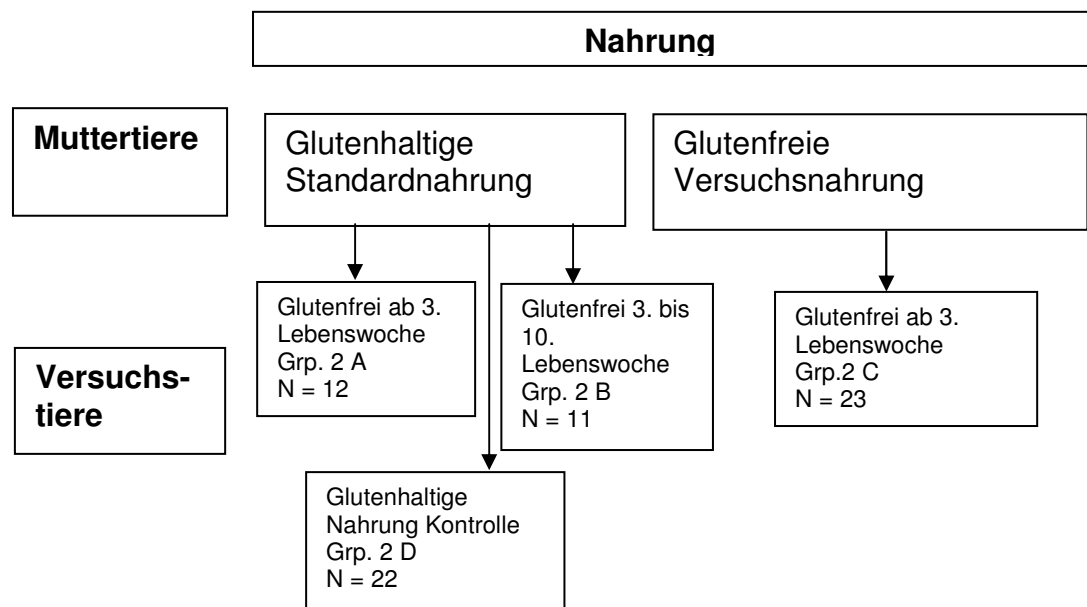 Nahrung
Muttertiere
Glutenhaltige
Standardnahrung
Glutenfreie
Versuchsnahrung
Versuchs-
tiere
Glutenfrei ab 3.
Lebenswoche
Grp. 2 A
N = 12
Glutenfrei 3. bis
10.
Lebenswoche
Grp. 2 B
N = 11
Glutenfrei ab 3.
Lebenswoche
Grp.2 C
N = 23
Glutenhaltige
Nahrung Kontrolle
Grp. 2 D
N = 22